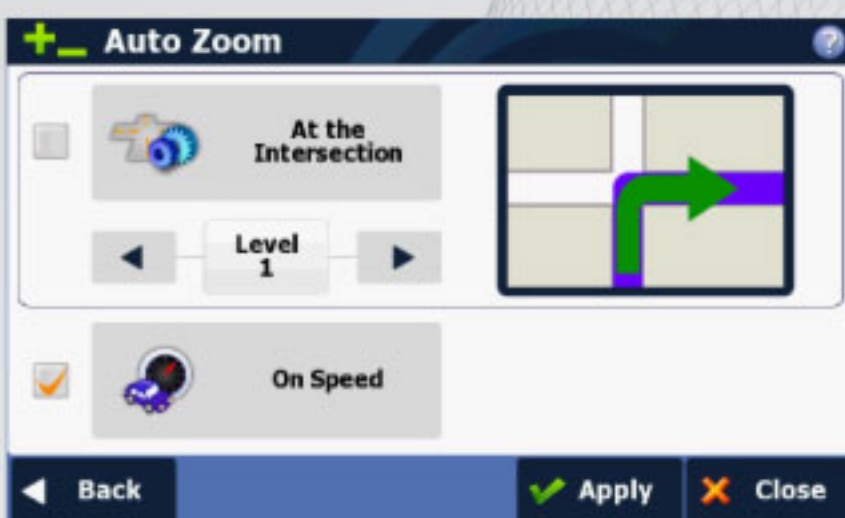 Auto Zoom
?
At the
Intersection
Level
1
On Speed
Back
Apply
Close